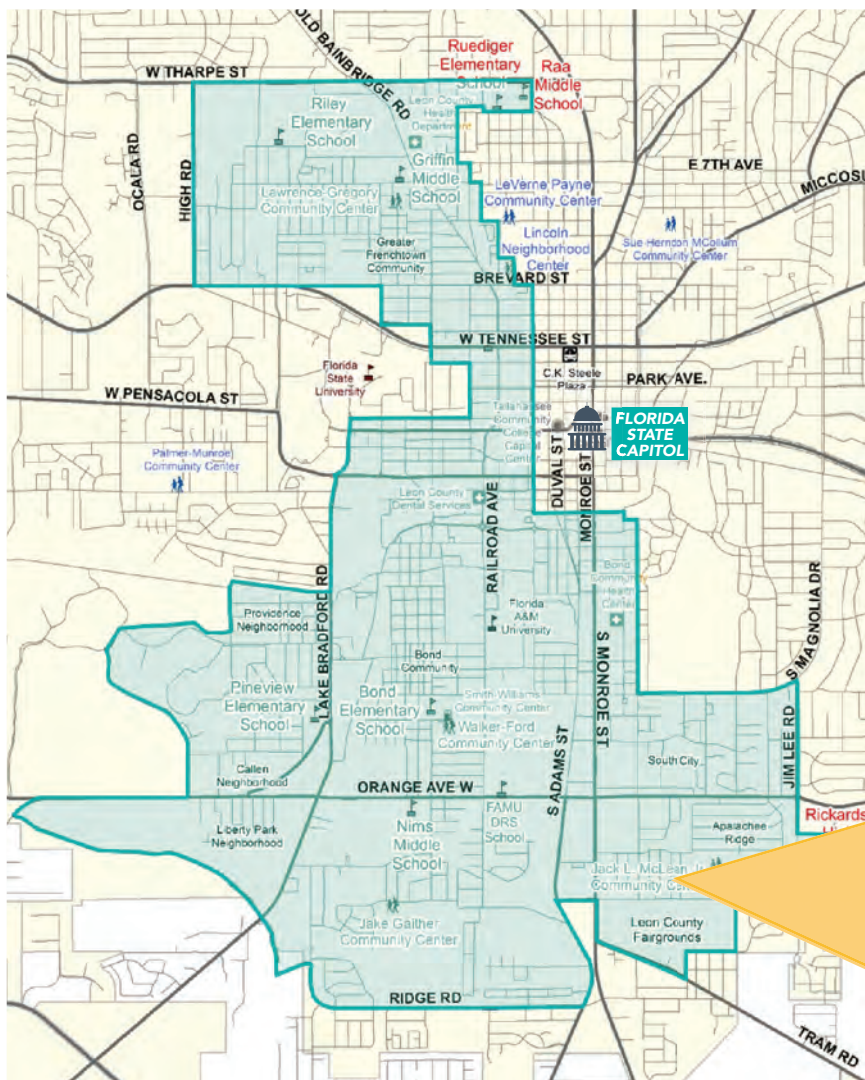 OLD BAINBRIDGE RD
Ruediger
Elementary
School
Raa
Middle
School
W THARPE ST
Riley
Elementary
School
Leon County
Health
Department
OCALA RD
HIGH RD
Griffin
Middle
School
E 7TH AVE
LeVerne Payne
Community Center
Lawrence-Gregory
Community Center
Lincoln
Neighborhood
Center
Sue Herndon McCollum
Community Center
Greater
Frenchtown
Community
BREVARD ST
W TENNESSEE ST
C.K. Steele
Plaza
Florida
State
University
PARK AVE.
W PENSACOLA ST
Tallahassee
Community
College
Capitol
Center
FLORIDA
STATE
CAPITOL
DUVAL ST
MONROE ST
Palmer-Munroe
Community Center
Leon County
Dental Services
RAILROAD AVE
Bond
Community
Health
Center
LAKE BRADFORD RD
Providence
Neighborhood
Florida
A&M
University
S MONROE ST
S MAGNOLIA DR
Bond
Community
Pineview
Elementary
School
Bond
Elementary
School
Smith-Williams
Community Center
Walker-Ford
Community Center
S ADAMS ST
JIM LEE RD
South City
Callen
Neighborhood
ORANGE AVE W
Liberty Park
Neighborhood
Nims
Middle
School
FAMU
DRS
School
Rickards
Apalachee
Ridge
Jack L. McLean Jr.
Leon County
Fairgrounds
Jake Gaither
Community Center
RIDGE RD
TRAM RD